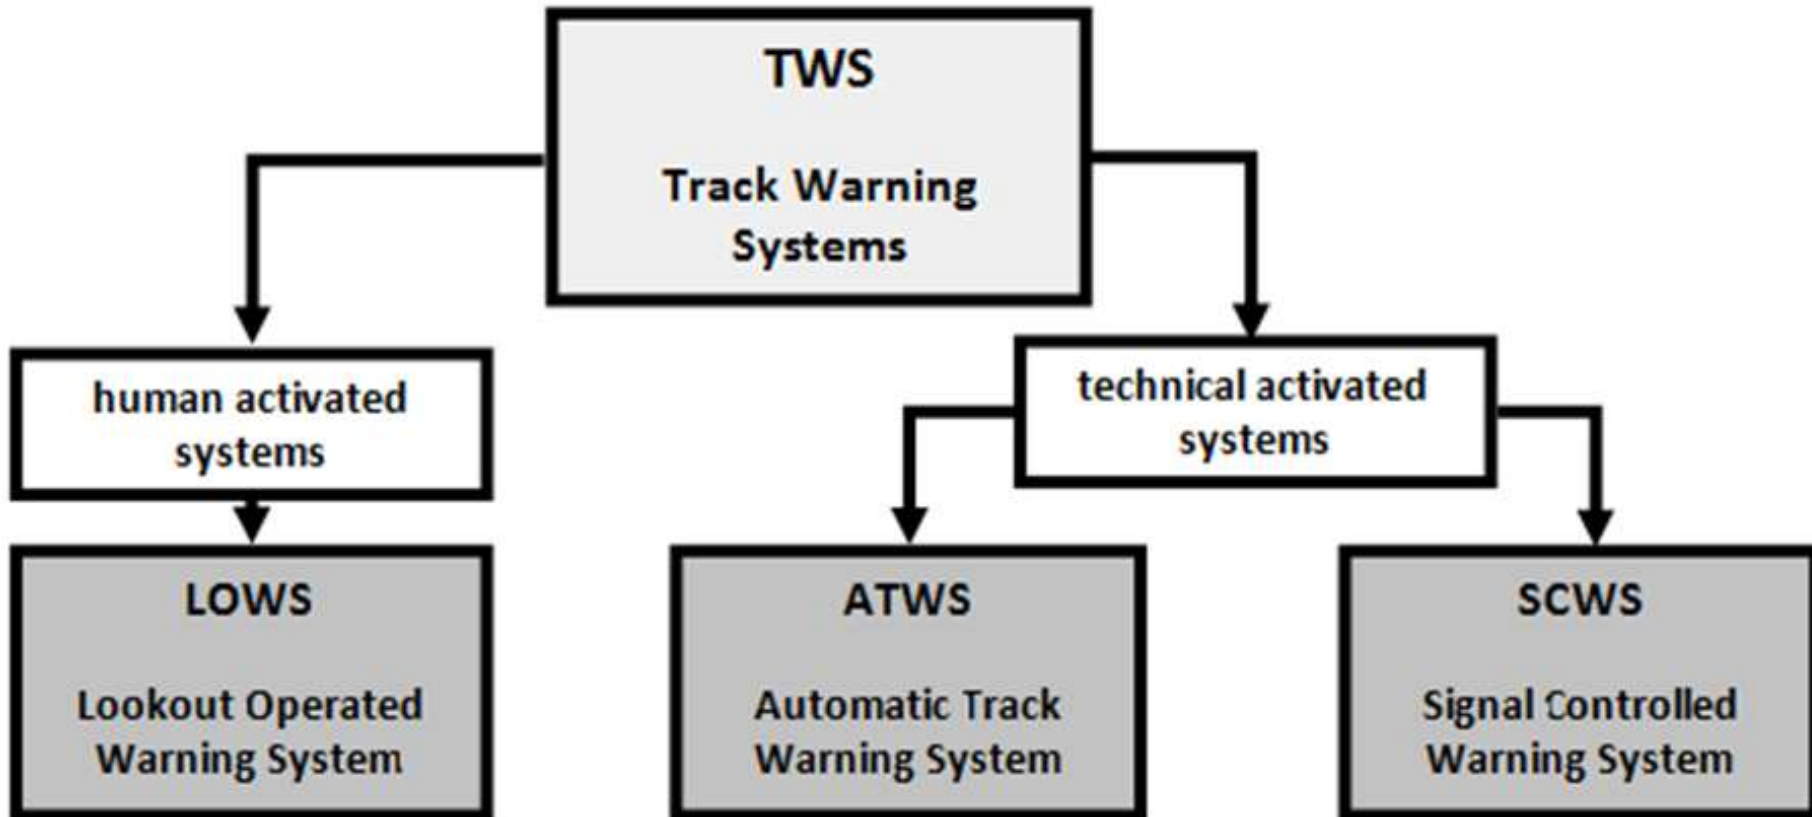 TWS
Track Warning
Systems
human activated
systems
technical activated
systems
LOWS
Lookout Operated
Warning System
ATWS
Automatic Track
Warning System
SCWS
Signal Controlled
Warning System